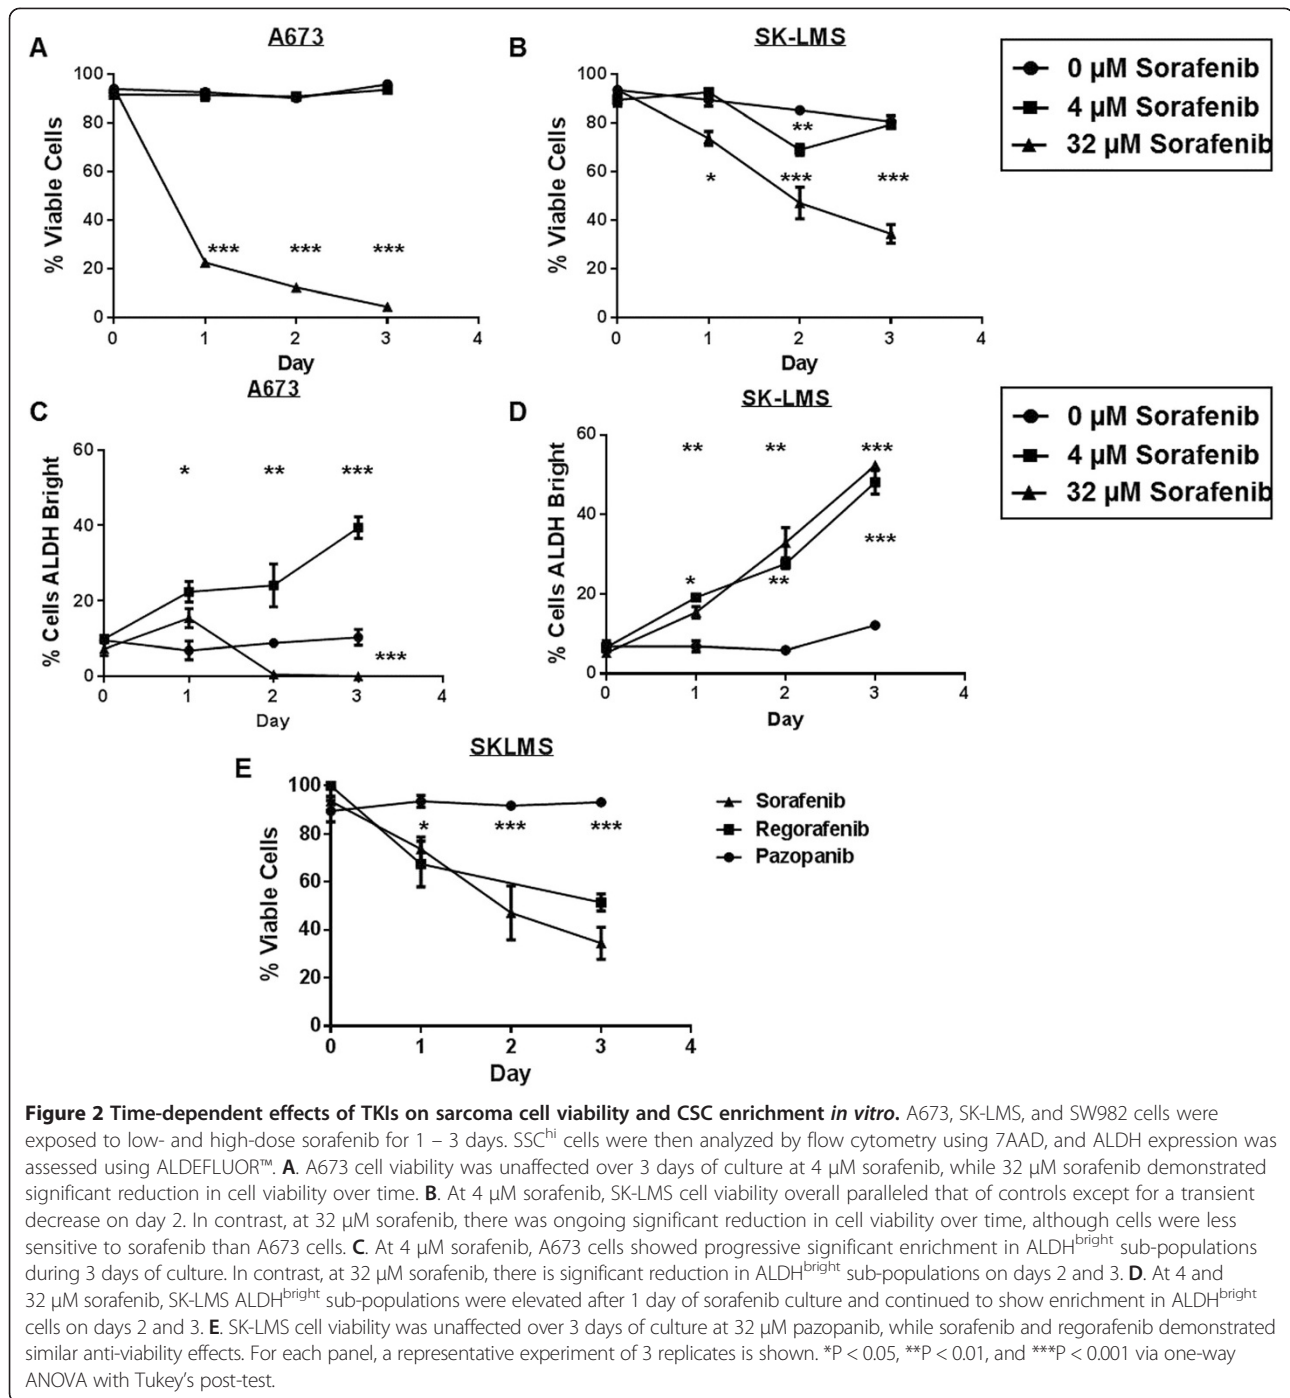 A
A673
% Viable Cells
100
80
60
40
20
0
*** *** ***
0 1 2 3 4
Day
B
SK-LMS
% Viable Cells
100
80
60
40
20
0
**
* *** ***
0 1 2 3 4
Day
0 µM Sorafenib
4 µM Sorafenib
32 µM Sorafenib
C
A673
% Cells ALDH Bright
60
40
20
0
* ** ***
***
0 1 2 3 4
Day
D
SK-LMS
% Cells ALDH Bright
60
40
20
0
** ** ***
***
* **
0 1 2 3 4
Day
0 µM Sorafenib
4 µM Sorafenib
32 µM Sorafenib
E
SKLMS
% Viable Cells
100
80
60
40
20
0
* *** ***
0 1 2 3 4
Day
Sorafenib
Regorafenib
Pazopanib
Figure 2 Time-dependent effects of TKIs on sarcoma cell viability and CSC enrichment in vitro. A673, SK-LMS, and SW982 cells were
exposed to low- and high-dose sorafenib for 1 – 3 days. SSChi cells were then analyzed by flow cytometry using 7AAD, and ALDH expression was
assessed using ALDEFLUOR™. A. A673 cell viability was unaffected over 3 days of culture at 4 µM sorafenib, while 32 µM sorafenib demonstrated
significant reduction in cell viability over time. B. At 4 µM sorafenib, SK-LMS cell viability overall paralleled that of controls except for a transient
decrease on day 2. In contrast, at 32 µM sorafenib, there was ongoing significant reduction in cell viability over time, although cells were less
sensitive to sorafenib than A673 cells. C. At 4 µM sorafenib, A673 cells showed progressive significant enrichment in ALDHbright sub-populations
during 3 days of culture. In contrast, at 32 µM sorafenib, there is significant reduction in ALDHbright sub-populations on days 2 and 3. D. At 4 and
32 µM sorafenib, SK-LMS ALDHbright sub-populations were elevated after 1 day of sorafenib culture and continued to show enrichment in ALDHbright
cells on days 2 and 3. E. SK-LMS cell viability was unaffected over 3 days of culture at 32 µM pazopanib, while sorafenib and regorafenib demonstrated
similar anti-viability effects. For each panel, a representative experiment of 3 replicates is shown. *P < 0.05, **P < 0.01, and ***P < 0.001 via one-way
ANOVA with Tukey's post-test.